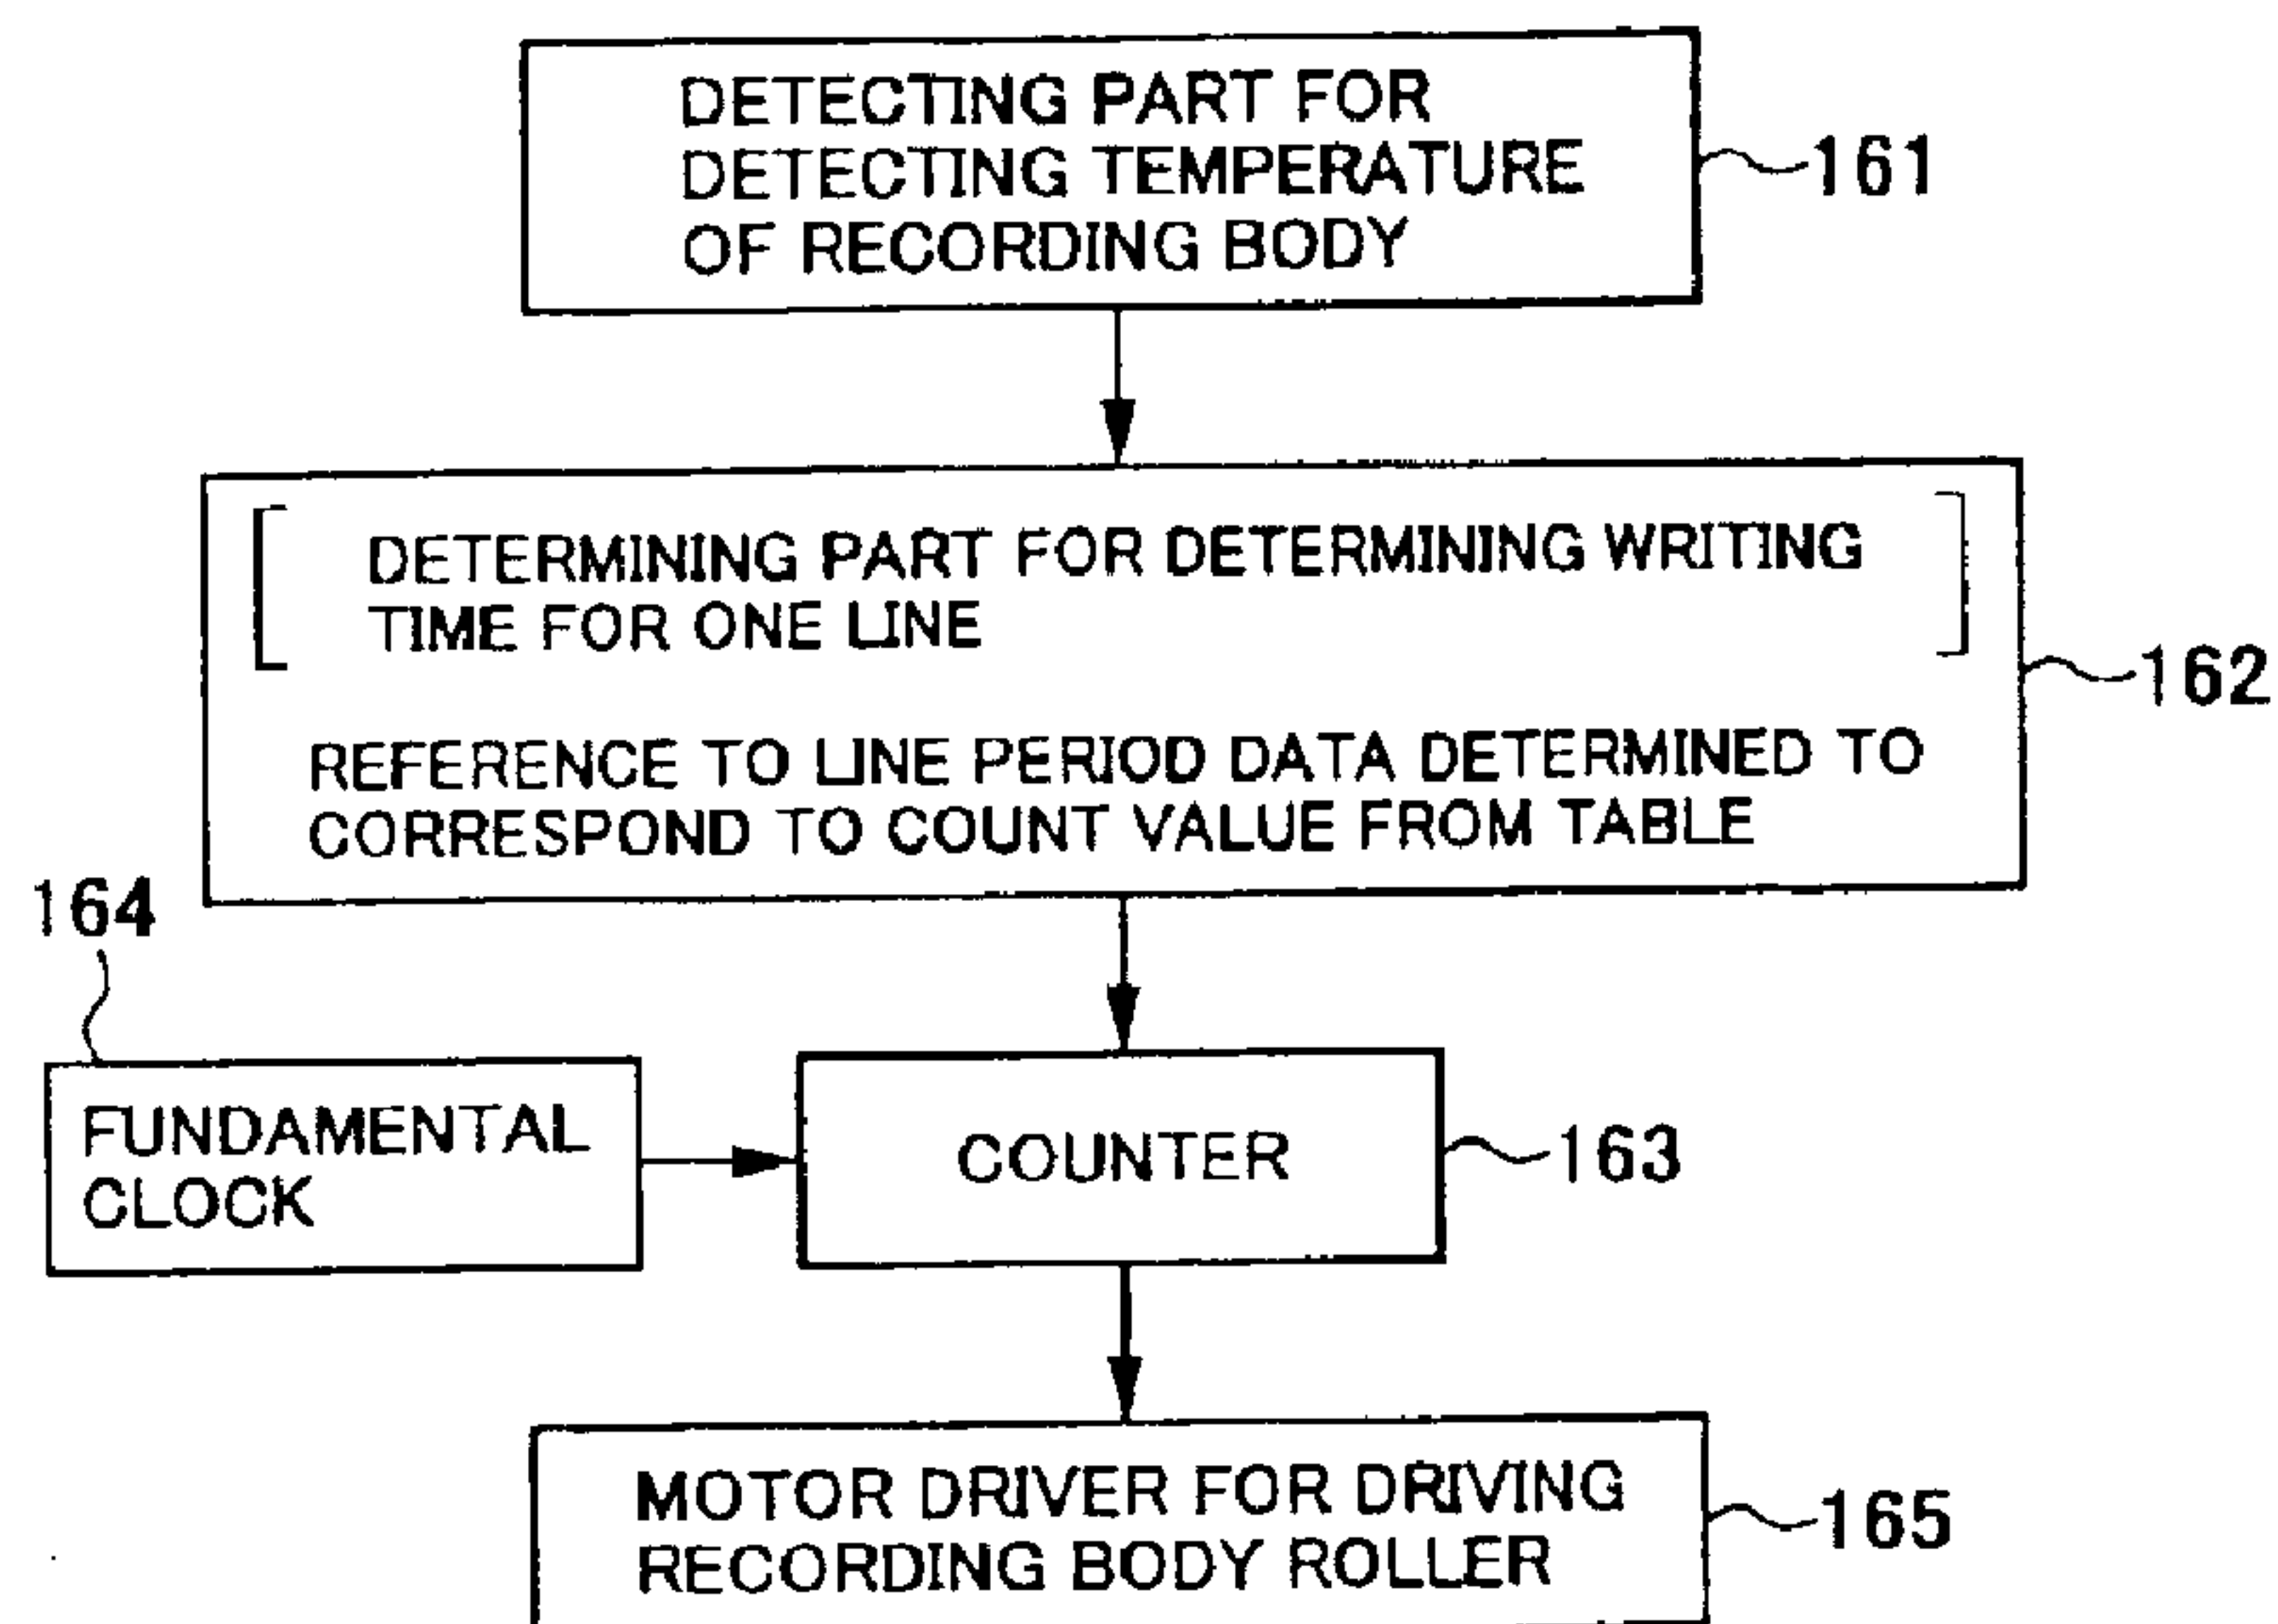 DETECTING PART FOR
DETECTING TEMPERATURE
OF RECORDING BODY
161
DETERMINING PART FOR DETERMINING WRITING
TIME FOR ONE LINE
162
REFERENCE TO LINE PERIOD DATA DETERMINED TO
CORRESPOND TO COUNT VALUE FROM TABLE
164
FUNDAMENTAL
CLOCK
COUNTER
163
MOTOR DRIVER FOR DRIVING
RECORDING BODY ROLLER
165